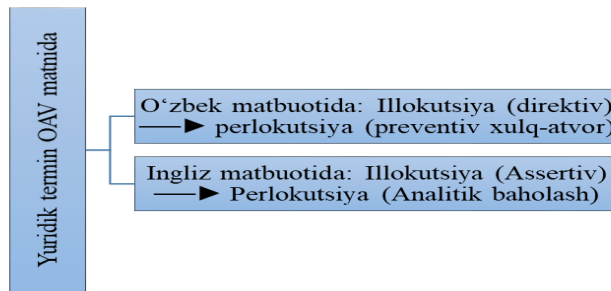 Yuridik termin OAV matnida
O‘zbek matbuotida: Illokutsiya (direktiv)
perlokutsiya (preventiv xulq-atvor)
Ingliz matbuotida: Illokutsiya (Assertiv)
Perlokutsiya (Analitik baholash)